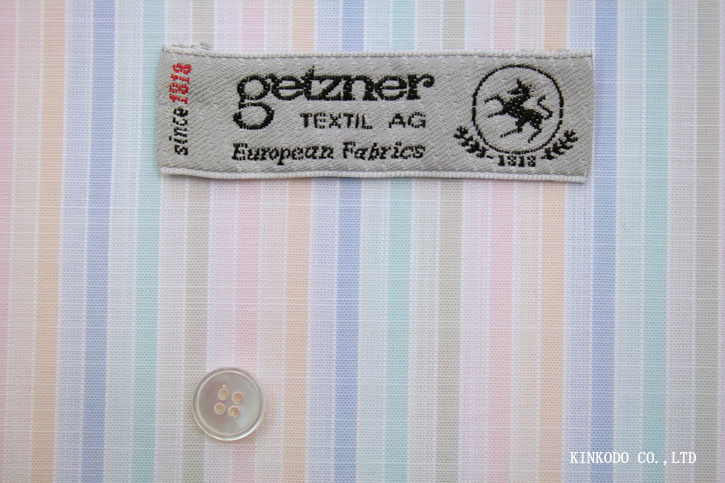 since 1818
getzner
TEXTIL AG
European Fabrics
1818
KINKODO CO.,LTD